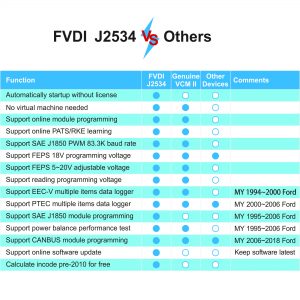 FVDI J2534 VS Others
Function FVDI J2534 Genuine VCM II Other Devices Comments
Automatically startup without license
No virtual machine needed
Support online module programming
Support online PATS/RKE learning
Support SAE J1850 PWM 83.3K baud rate
Support FEPS 18V programming voltage
Support FEPS 5~20V adjustable voltage
Support reading programming voltage
Support EEC-V multiple items data logger MY 1994~2000 Ford
Support PTEC multiple items data logger MY 2000~2006 Ford
Support SAE J1850 module programming MY 1995~2006 Ford
Support power balance performance test MY 1995~2006 Ford
Support CANBUS module programming MY 2006~2018 Ford
Support online software update Keep software latest
Calculate incode pre-2010 for free